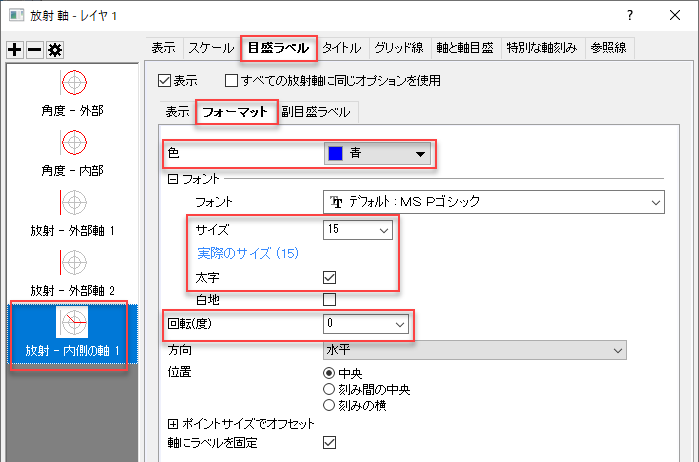 放射 軸 - レイヤ 1
表示 スケール 目盛ラベル タイトル グリッド線 軸と軸目盛 特別な軸刻み 参照線
表示 すべての放射軸に同じオプションを使用
表示 フォーマット 副目盛ラベル
角度 - 外部
角度 - 内部
放射 - 外部軸 1
放射 - 外部軸 2
放射 - 内側の軸 1
色 青
フォント
フォント デフォルト: MS Pゴシック
サイズ 15
実際のサイズ (15)
太字
白地
回転(度) 0
方向 水平
位置 中央
刻み間の中央
刻みの横
ポイントサイズでオフセット
軸にラベルを固定